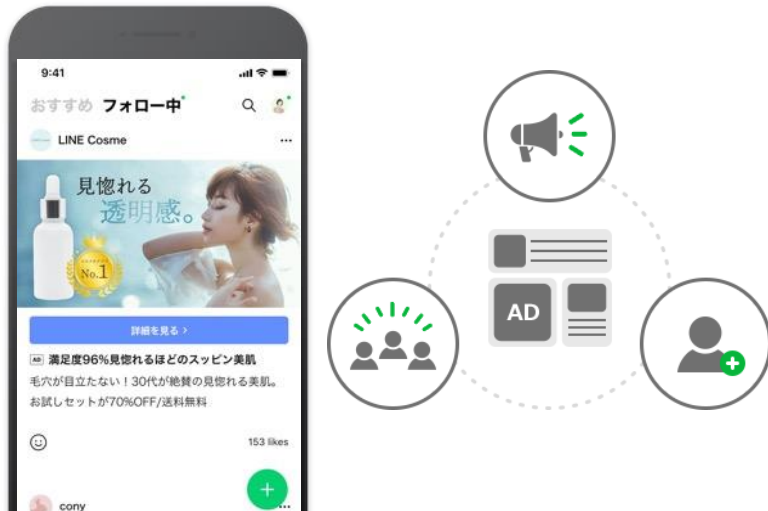 9:41
おすすめ フォロー中
LINE Cosme
見惚れる
透明感。
No.1
詳細を見る >
AD 満足度96%見惚れるほどのスッピン美肌
毛穴が目立たない！30代が絶賛の見惚れる美肌。
お試しセットが70%OFF/送料無料
153 likes
cony
AD